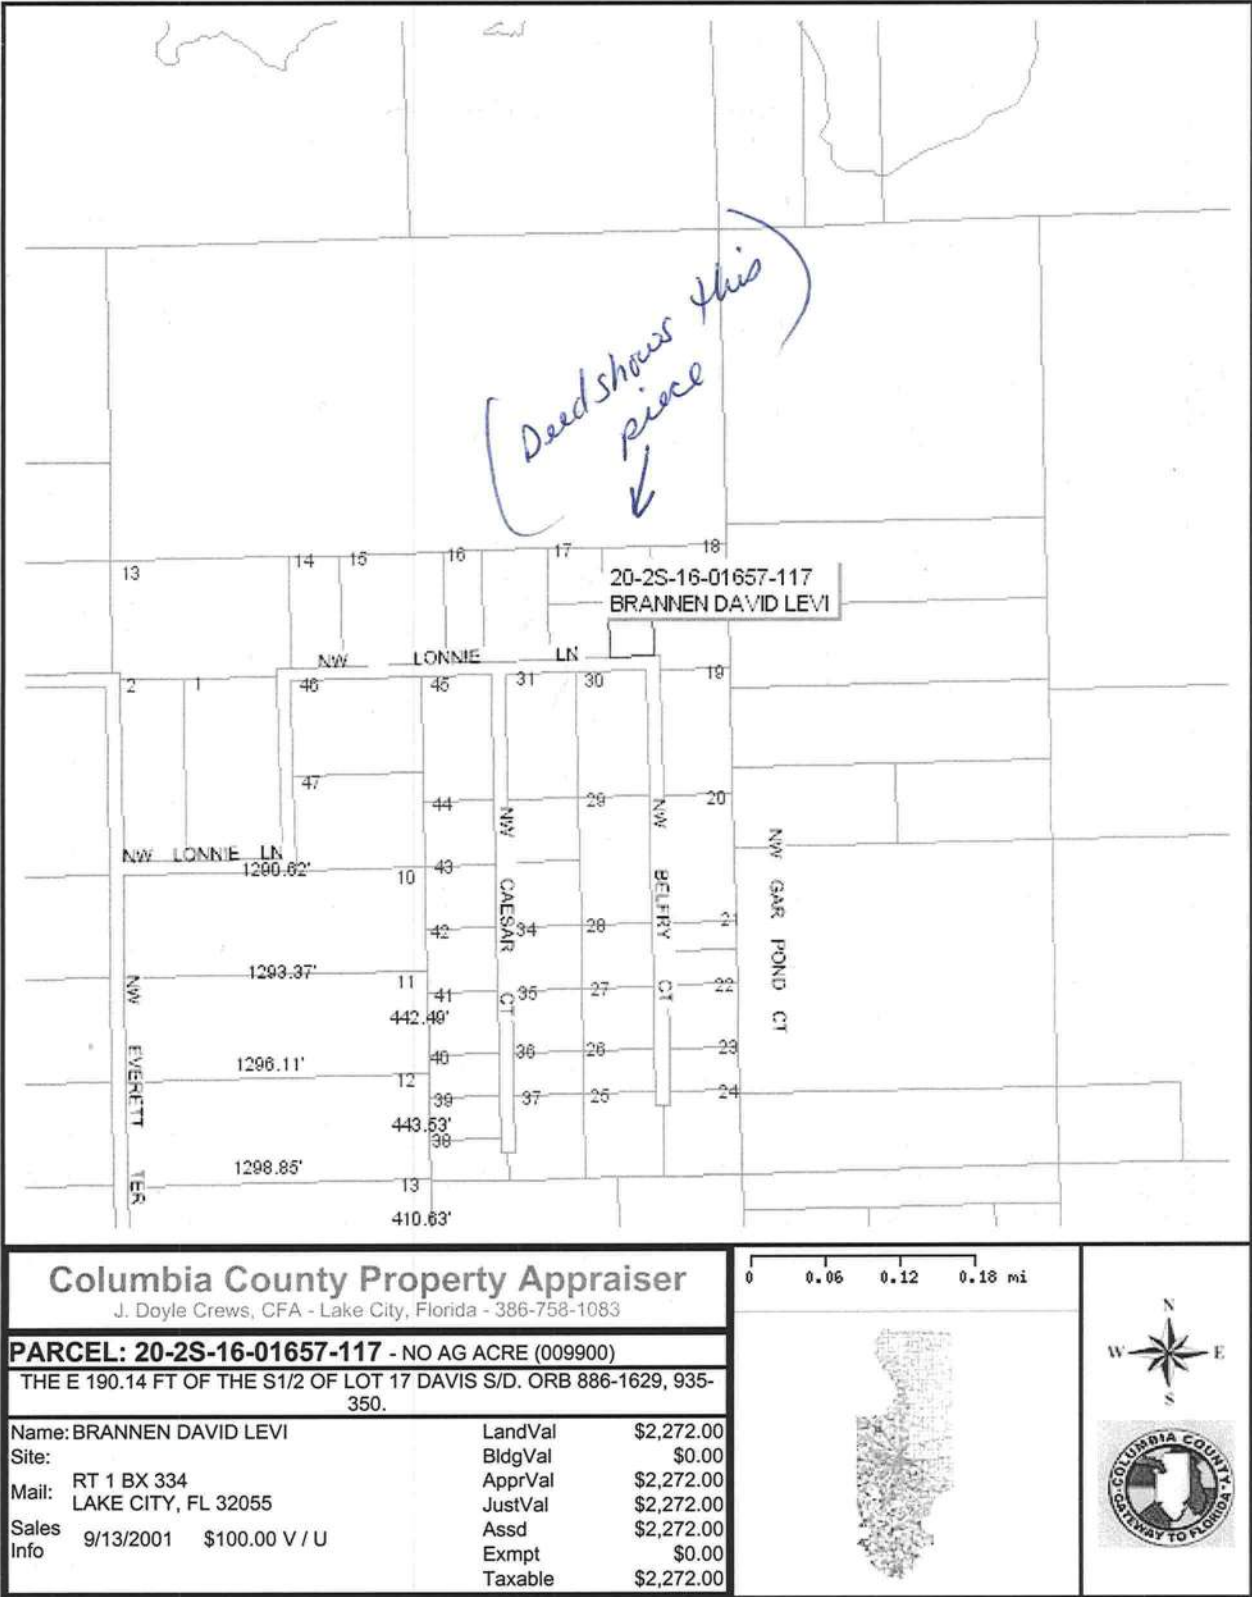 (Deed shows this)
piece
13
14
15
16
17
18
20-2S-16-01657-117
BRANNEN DAVID LEVI
NW LONNIE LN
2
1
46
45
31
30
19
47
44
29
20
NW LONNIE LN
1290.62'
10
43
42
34
28
21
1293.37'
11
41
35
27
22
442.49'
40
36
26
23
1296.11'
12
39
37
25
24
443.53'
38
1298.85'
13
410.63'
NW EVERETT TER
NW CAESAR CT
NW BELFRY CT
NW GAR POND CT
Columbia County Property Appraiser
J. Doyle Crews, CFA - Lake City, Florida - 386-758-1083
PARCEL: 20-2S-16-01657-117 - NO AG ACRE (009900)
THE E 190.14 FT OF THE S1/2 OF LOT 17 DAVIS S/D. ORB 886-1629, 935-
350.
Name: BRANNEN DAVID LEVI
Site:
Mail: RT 1 BX 334
LAKE CITY, FL 32055
Sales Info 9/13/2001 $100.00 V / U
LandVal $2,272.00
BldgVal $0.00
ApprVal $2,272.00
JustVal $2,272.00
Assd $2,272.00
Exmpt $0.00
Taxable $2,272.00
0 0.06 0.12 0.18 mi
N
W E
S
COLUMBIA COUNTY
GATEWAY TO FLORIDA